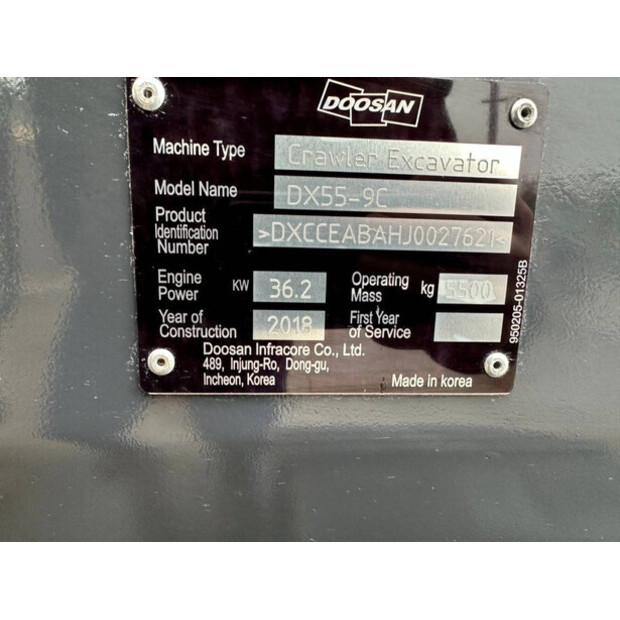 DOOSAN
Machine Type Crawler Excavator
Model Name DX55-9C
Product Identification Number >DXCCEABAHJ0027621<
Engine Power KW 36.2 Operating Mass kg 5500
Year of Construction 2018 First Year of Service
Doosan Infracore Co., Ltd.
489, Injung-Ro, Dong-gu,
Incheon, Korea
Made in korea
950205-01325B